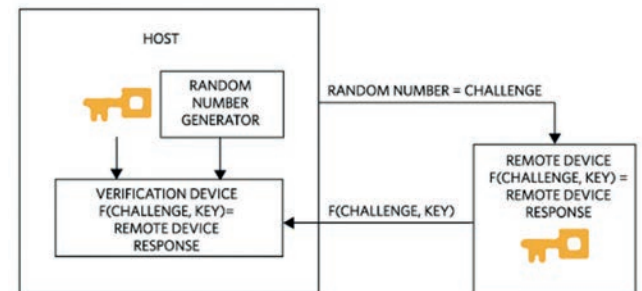 HOST
RANDOM
NUMBER
GENERATOR
RANDOM NUMBER = CHALLENGE
VERIFICATION DEVICE
F(CHALLENGE, KEY)=
REMOTE DEVICE
RESPONSE
F(CHALLENGE, KEY)
REMOTE DEVICE
F(CHALLENGE, KEY) =
REMOTE DEVICE
RESPONSE